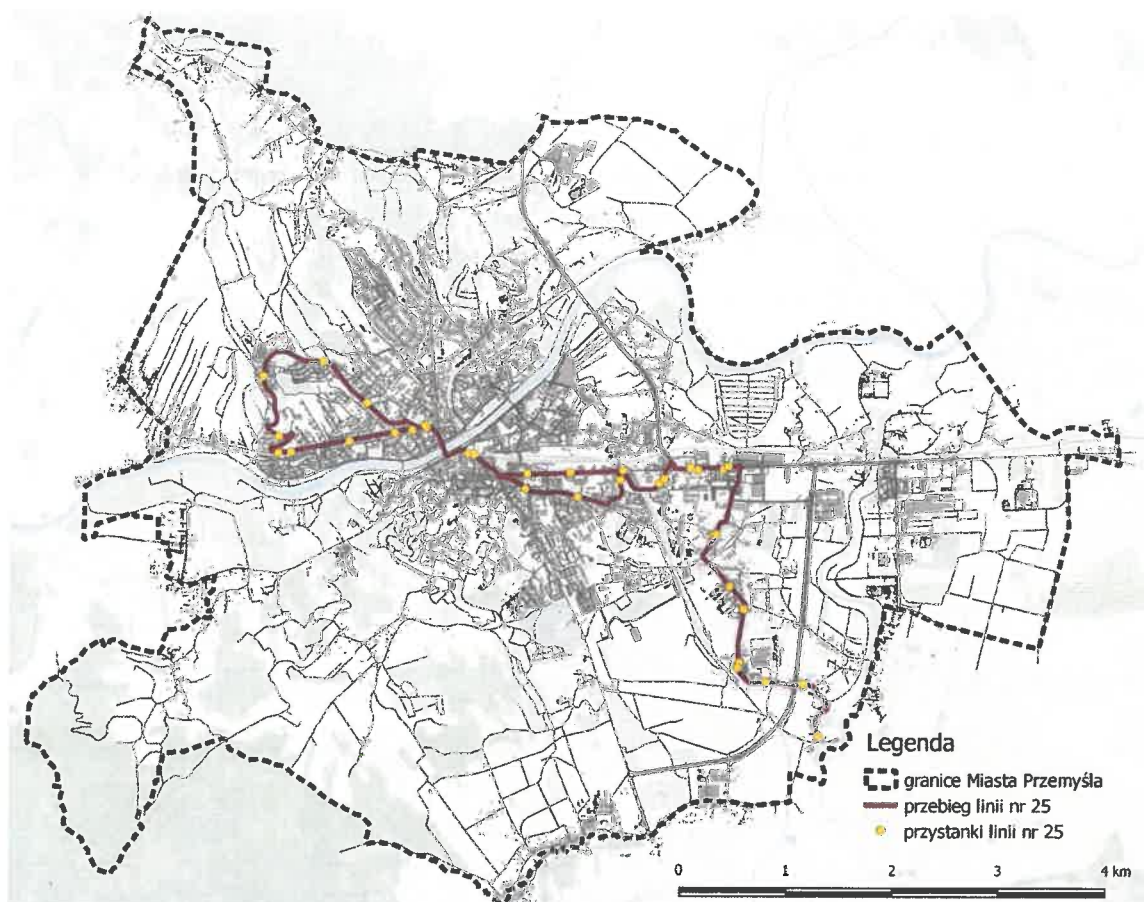 Legenda
granice Miasta Przemyśla
przebieg linii nr 25
przystanki linii nr 25
0 1 2 3 4 km